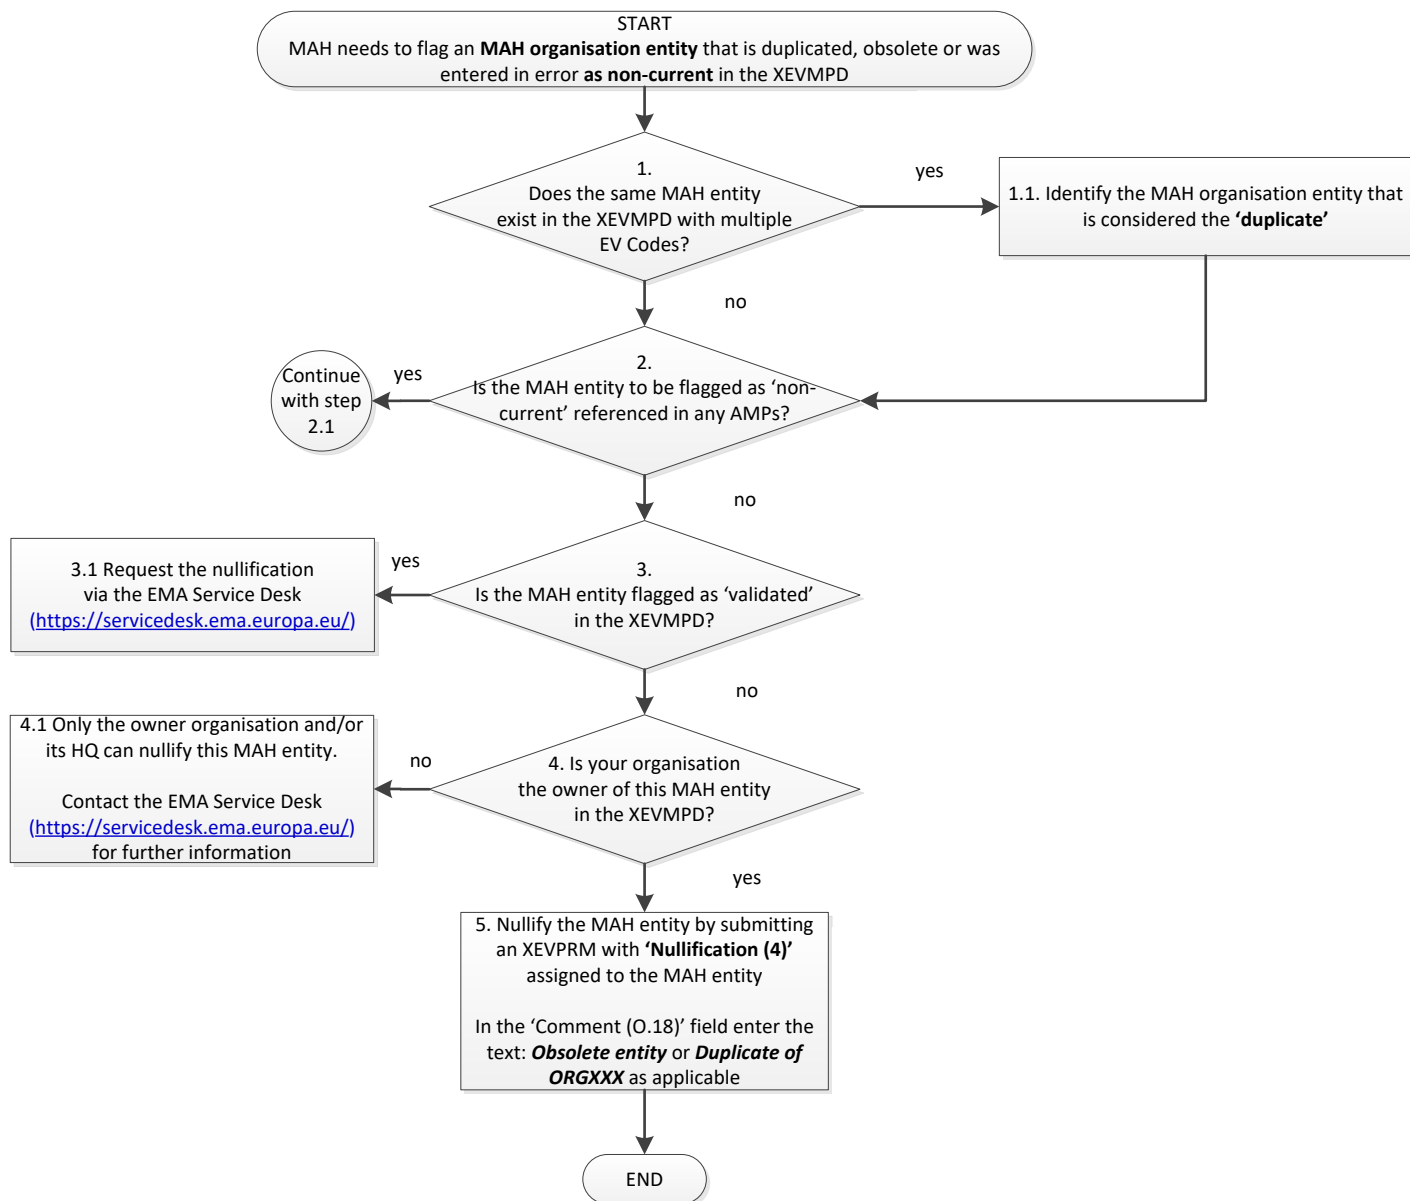 START
MAH needs to flag an MAH organisation entity that is duplicated, obsolete or was
entered in error as non-current in the XEVMPD
1.
Does the same MAH entity
exist in the XEVMPD with multiple
EV Codes?
yes
1.1. Identify the MAH organisation entity that
is considered the ‘duplicate’
no
2.
Is the MAH entity to be flagged as ‘non-
current’ referenced in any AMPs?
yes
Continue
with step
2.1
no
3.
Is the MAH entity flagged as ‘validated’
in the XEVMPD?
yes
3.1 Request the nullification
via the EMA Service Desk
(https://servicedesk.ema.europa.eu/)
no
4. Is your organisation
the owner of this MAH entity
in the XEVMPD?
no
4.1 Only the owner organisation and/or
its HQ can nullify this MAH entity.
Contact the EMA Service Desk
(https://servicedesk.ema.europa.eu/)
for further information
yes
5. Nullify the MAH entity by submitting
an XEVPRM with ‘Nullification (4)’
assigned to the MAH entity
In the ‘Comment (O.18)’ field enter the
text: Obsolete entity or Duplicate of
ORGXXX as applicable
END